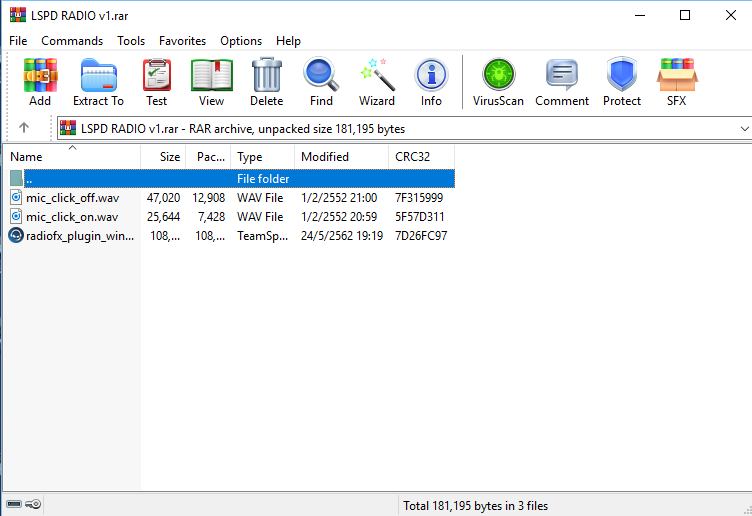 LSPD RADIO v1.rar
File Commands Tools Favorites Options Help
Add Extract To Test View Delete Find Wizard Info VirusScan Comment Protect SFX
LSPD RADIO v1.rar - RAR archive, unpacked size 181,195 bytes
Name Size Pac... Type Modified CRC32
.. File folder
mic_click_off.wav 47,020 12,908 WAV File 1/2/2552 21:00 7F315999
mic_click_on.wav 25,644 7,428 WAV File 1/2/2552 20:59 5F57D311
radiofx_plugin_win... 108,... 108,... TeamSp... 24/5/2562 19:19 7D26FC97
Total 181,195 bytes in 3 files